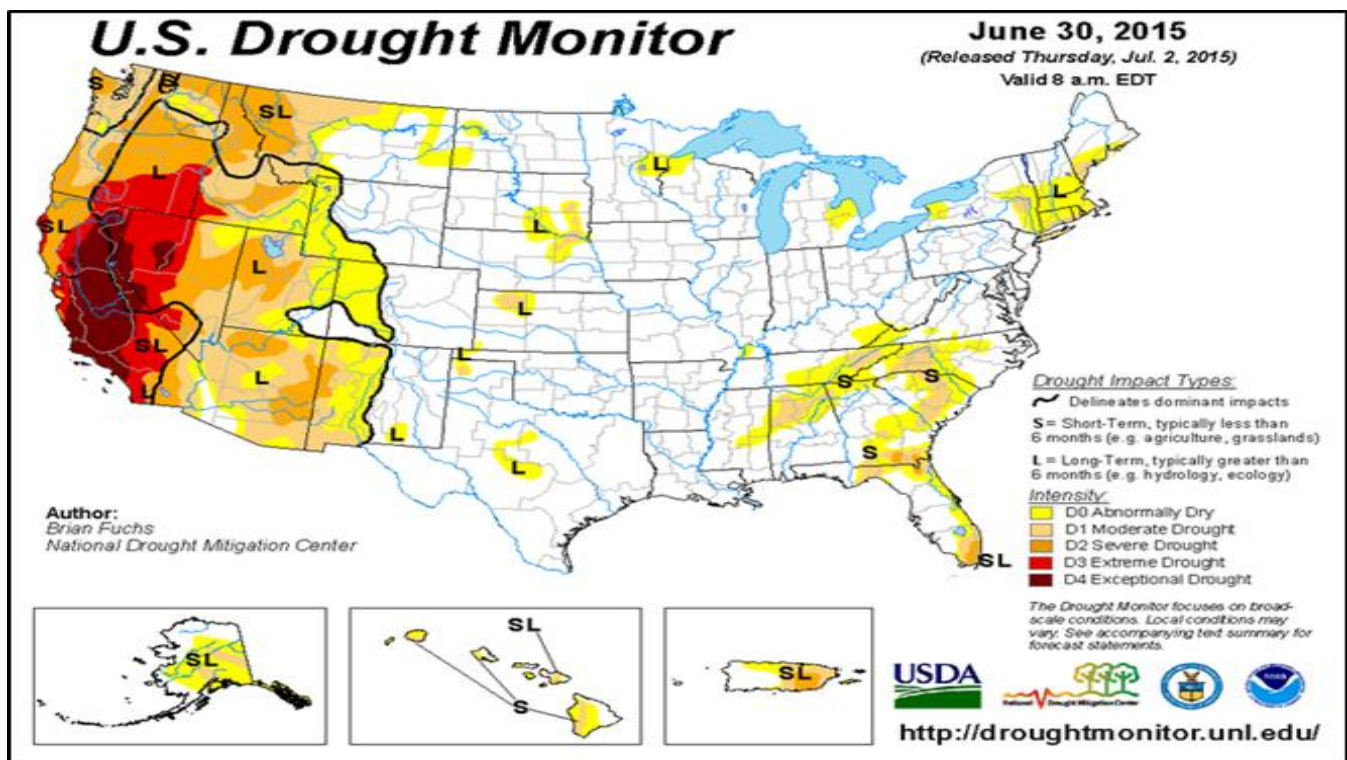 U.S. Drought Monitor
June 30, 2015
(Released Thursday, Jul. 2, 2015)
Valid 8 a.m. EDT
S
S
SL
L
L
L
SL
L
L
L
SL
L
L
L
L
L
S
S
S
SL
Author:
Brian Fuchs
National Drought Mitigation Center
Drought Impact Types:
Delineates dominant impacts
S = Short-Term, typically less than
6 months (e.g. agriculture, grasslands)
L = Long-Term, typically greater than
6 months (e.g. hydrology, ecology)
Intensity:
D0 Abnormally Dry
D1 Moderate Drought
D2 Severe Drought
D3 Extreme Drought
D4 Exceptional Drought
The Drought Monitor focuses on broad-
scale conditions. Local conditions may
vary. See accompanying text summary for
forecast statements.
SL
SL
S
SL
USDA
National Drought Mitigation Center
http://droughtmonitor.unl.edu/